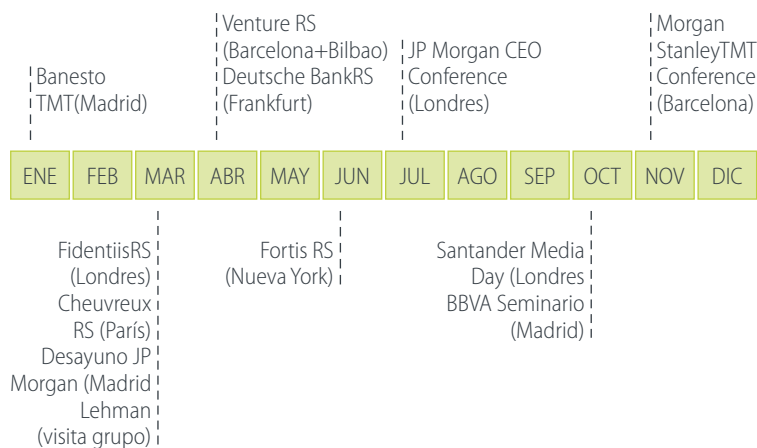 Banesto
TMT(Madrid)
Venture RS
(Barcelona+Bilbao)
Deutsche BankRS
(Frankfurt)
JP Morgan CEO
Conference
(Londres)
Morgan
StanleyTMT
Conference
(Barcelona)
ENE FEB MAR ABR MAY JUN JUL AGO SEP OCT NOV DIC
FidentiisRS
(Londres)
Cheuvreux
RS (París)
Desayuno JP
Morgan (Madrid
Lehman
(visita grupo)
Fortis RS
(Nueva York)
Santander Media
Day (Londres
BBVA Seminario
(Madrid)